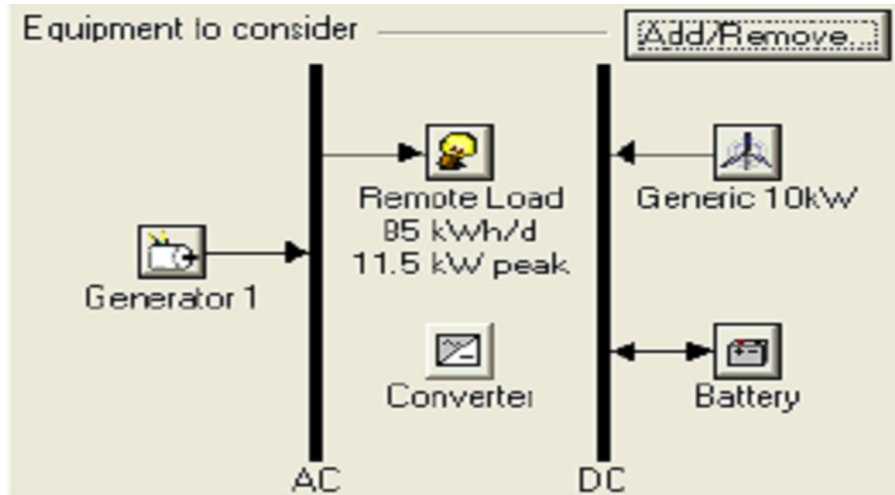 Equipment to consider
Add/Remove...
Remote Load
85 kWh/d
11.5 kW peak
Generic 10kW
Generator 1
Converter
Battery
AC
DC